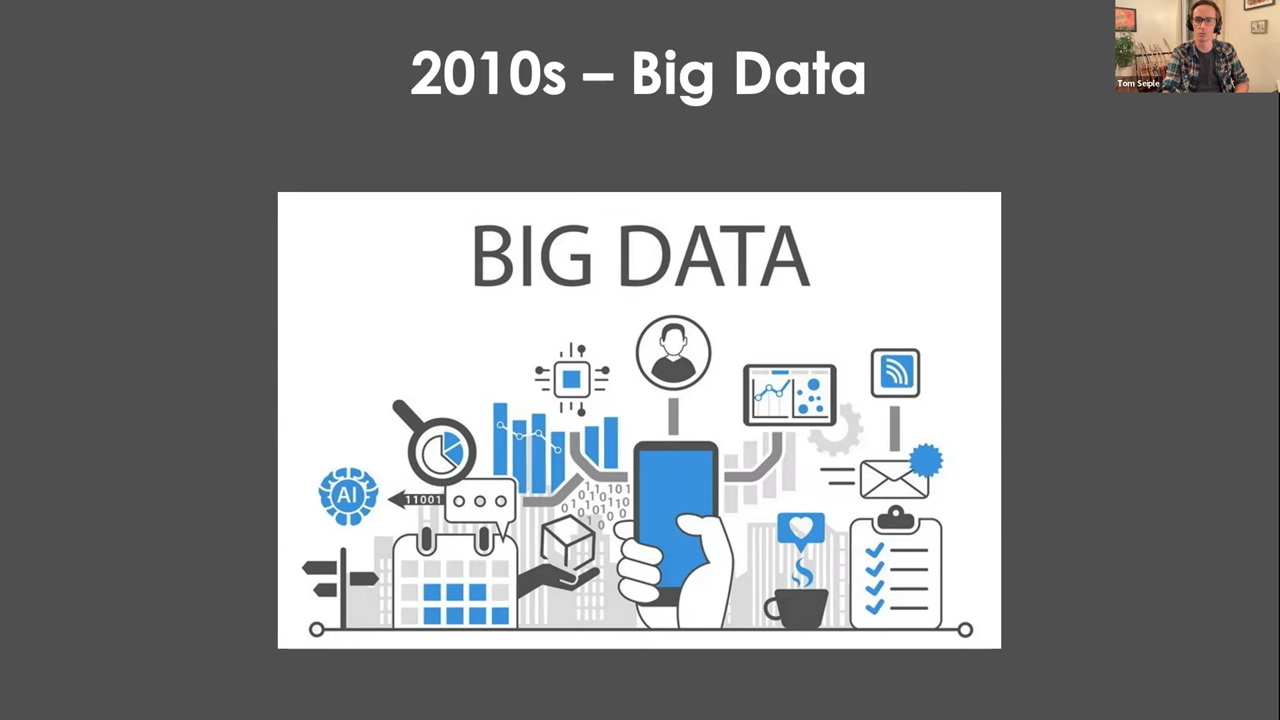 2010s – Big Data
Tom Seiple
BIG DATA
AI
11001